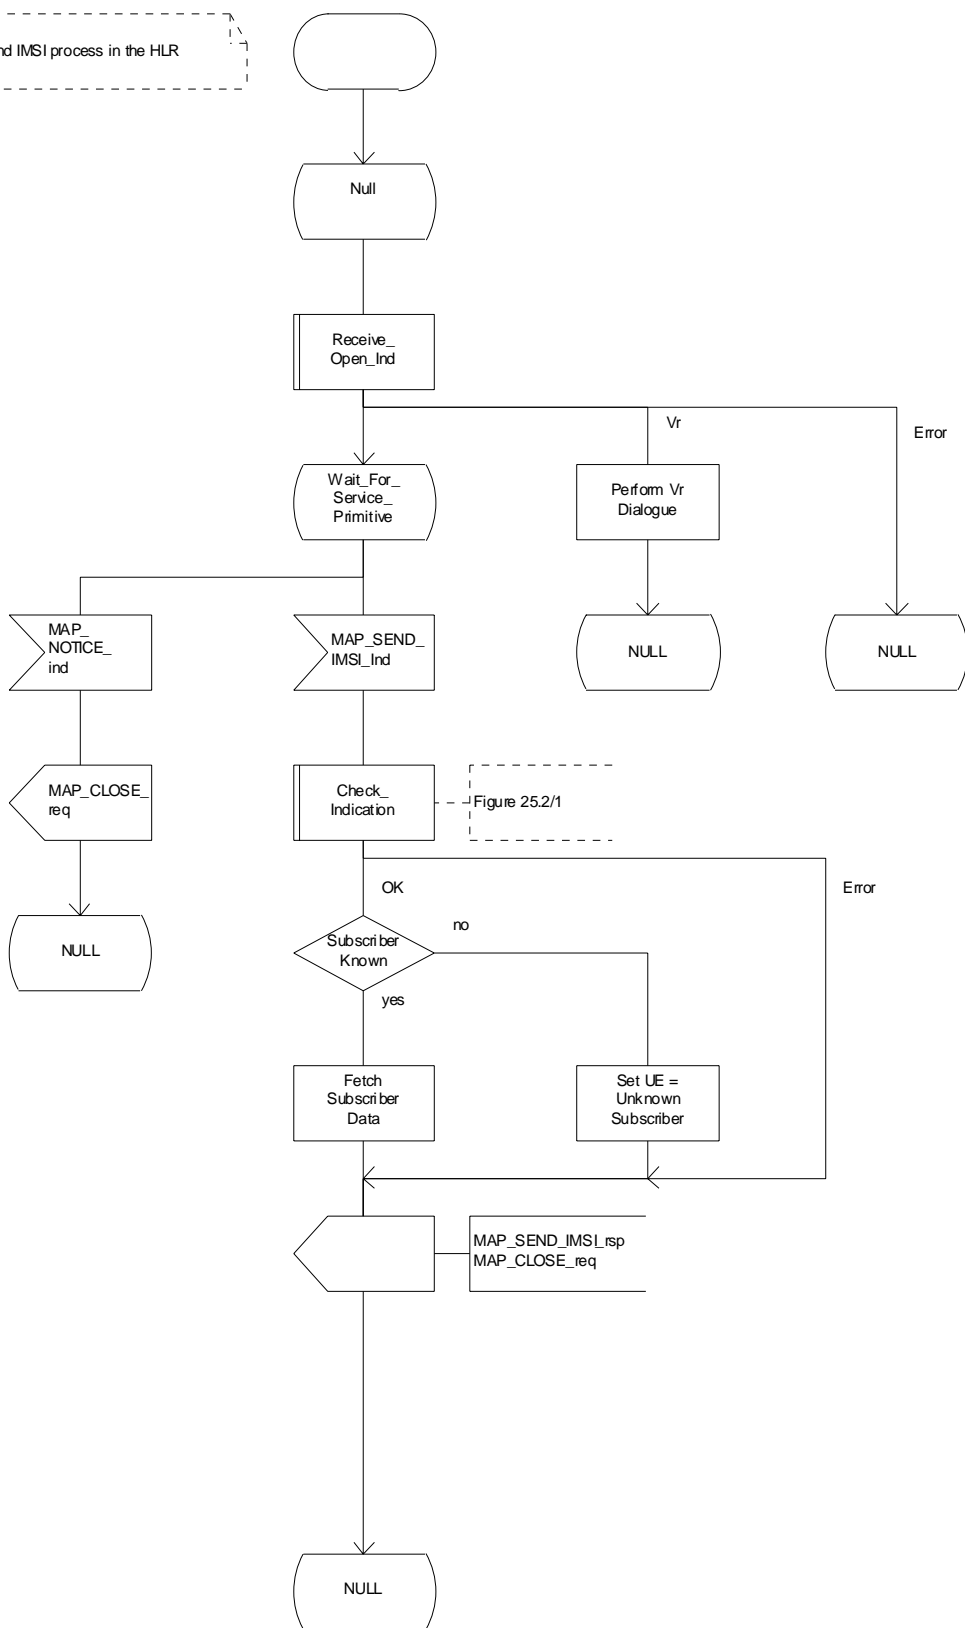 nd IMSI process in the HLR
Null
Receive_
Open_Ind
Vr
Error
Wait_For_
Service_
Primitive
Perform Vr
Dialogue
MAP_
NOTICE_
ind
MAP_SEND_
IMSI_Ind
NULL
NULL
MAP_CLOSE_
req
Check_
Indication
Figure 25.2/1
OK
Error
NULL
Subscriber
Known
no
yes
Fetch
Subscriber
Data
Set UE =
Unknown
Subscriber
MAP_SEND_IMSI_rsp
MAP_CLOSE_req
NULL